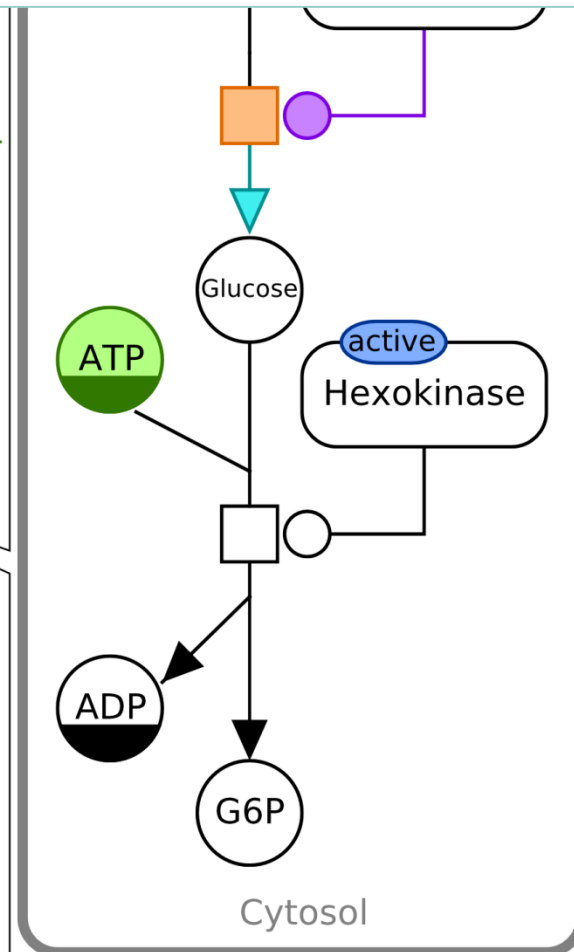 Glucose
ATP
active
Hexokinase
ADP
G6P
Cytosol